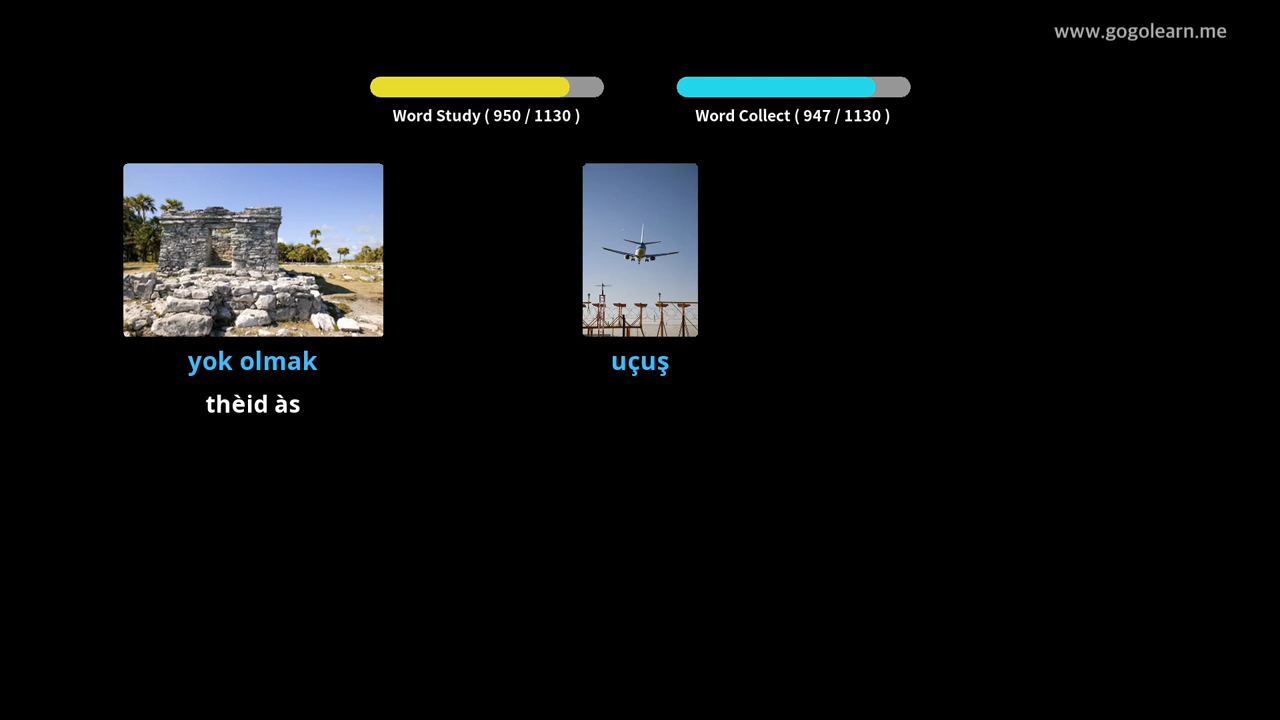 www.gogolearn.me
Word Study ( 950 / 1130 )
Word Collect ( 947 / 1130 )
yok olmak
uçuş
thèid às